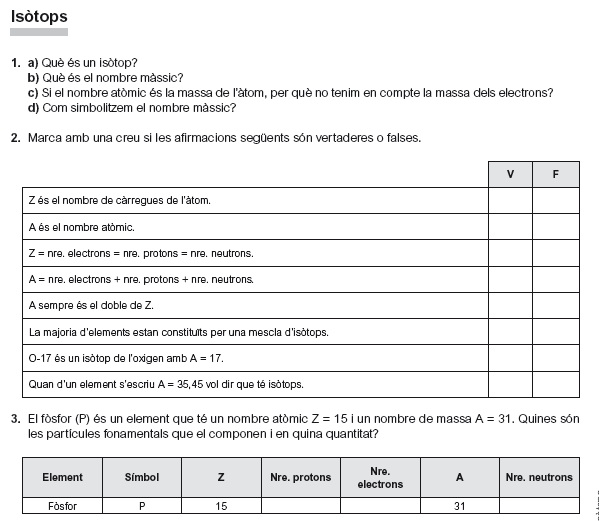 Isòtops
1. a) Què és un isòtop?
b) Què és el nombre màssic?
c) Si el nombre atòmic és la massa de l'àtom, per què no tenim en compte la massa dels electrons?
d) Com simbolitzem el nombre màssic?
2. Marca amb una creu si les afirmacions següents són vertaderes o falses.
V F
Z és el nombre de càrregues de l'àtom.
A és el nombre atòmic.
Z = nre. electrons = nre. protons = nre. neutrons.
A = nre. electrons + nre. protons + nre. neutrons.
A sempre és el doble de Z.
La majoria d'elements estan constituïts per una mescla d'isòtops.
O-17 és un isòtop de l'oxigen amb A = 17.
Quan d'un element s'escriu A = 35,45 vol dir que té isòtops.
3. El fòsfor (P) és un element que té un nombre atòmic Z = 15 i un nombre de massa A = 31. Quines són
les partícules fonamentals que el componen i en quina quantitat?
Element Símbol Z Nre. protons Nre. electrons A Nre. neutrons
Fòsfor P 15 31